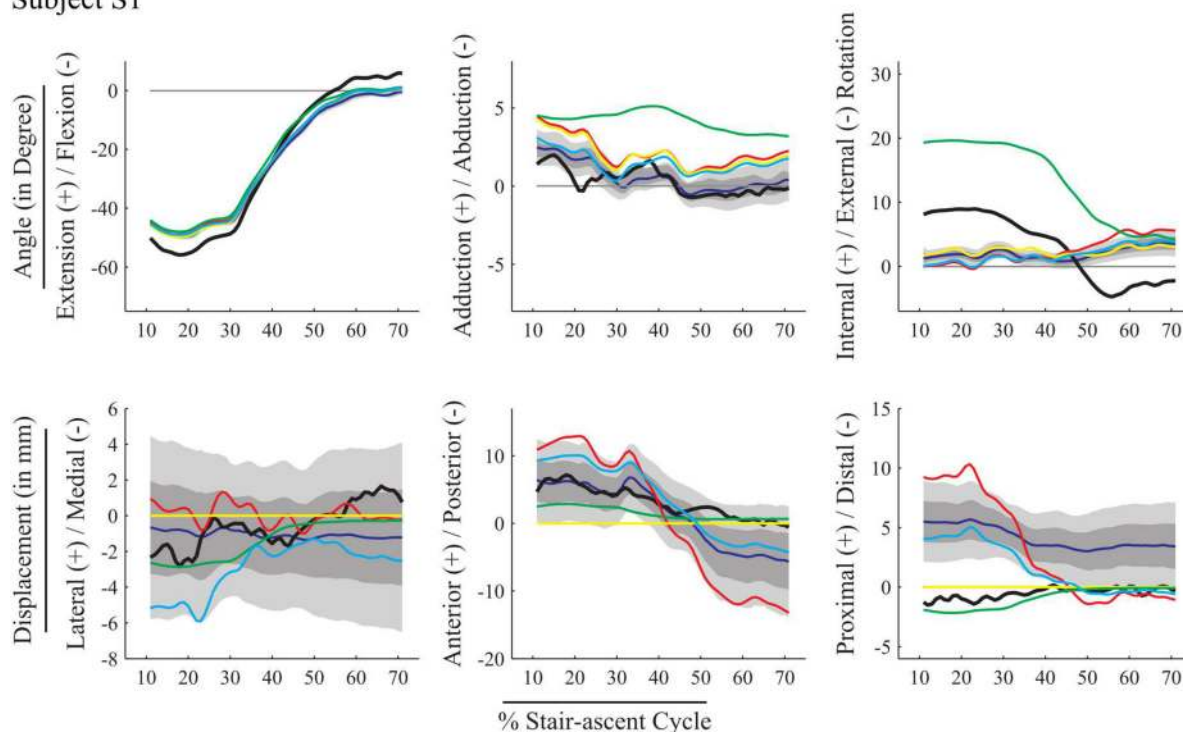 Subject S1
Angle (in Degree)
Extension (+) / Flexion (-)
0
-20
-40
-60
10 20 30 40 50 60 70
Adduction (+) / Abduction (-)
5
0
-5
10 20 30 40 50 60 70
Internal (+) / External (-) Rotation
30
20
10
0
10 20 30 40 50 60 70
Displacement (in mm)
Lateral (+) / Medial (-)
6
4
2
0
-2
-4
-6
-8
10 20 30 40 50 60 70
Anterior (+) / Posterior (-)
10
0
-10
-20
10 20 30 40 50 60 70
Proximal (+) / Distal (-)
15
10
5
0
-5
10 20 30 40 50 60 70
% Stair-ascent Cycle